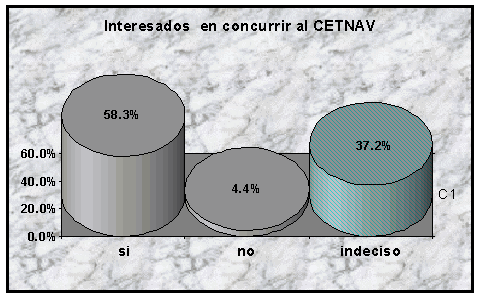 Interesados en concurrir al CETNAV
58.3%
37.2%
4.4%
60.0%
40.0%
20.0%
0.0%
C1
si
no
indeciso